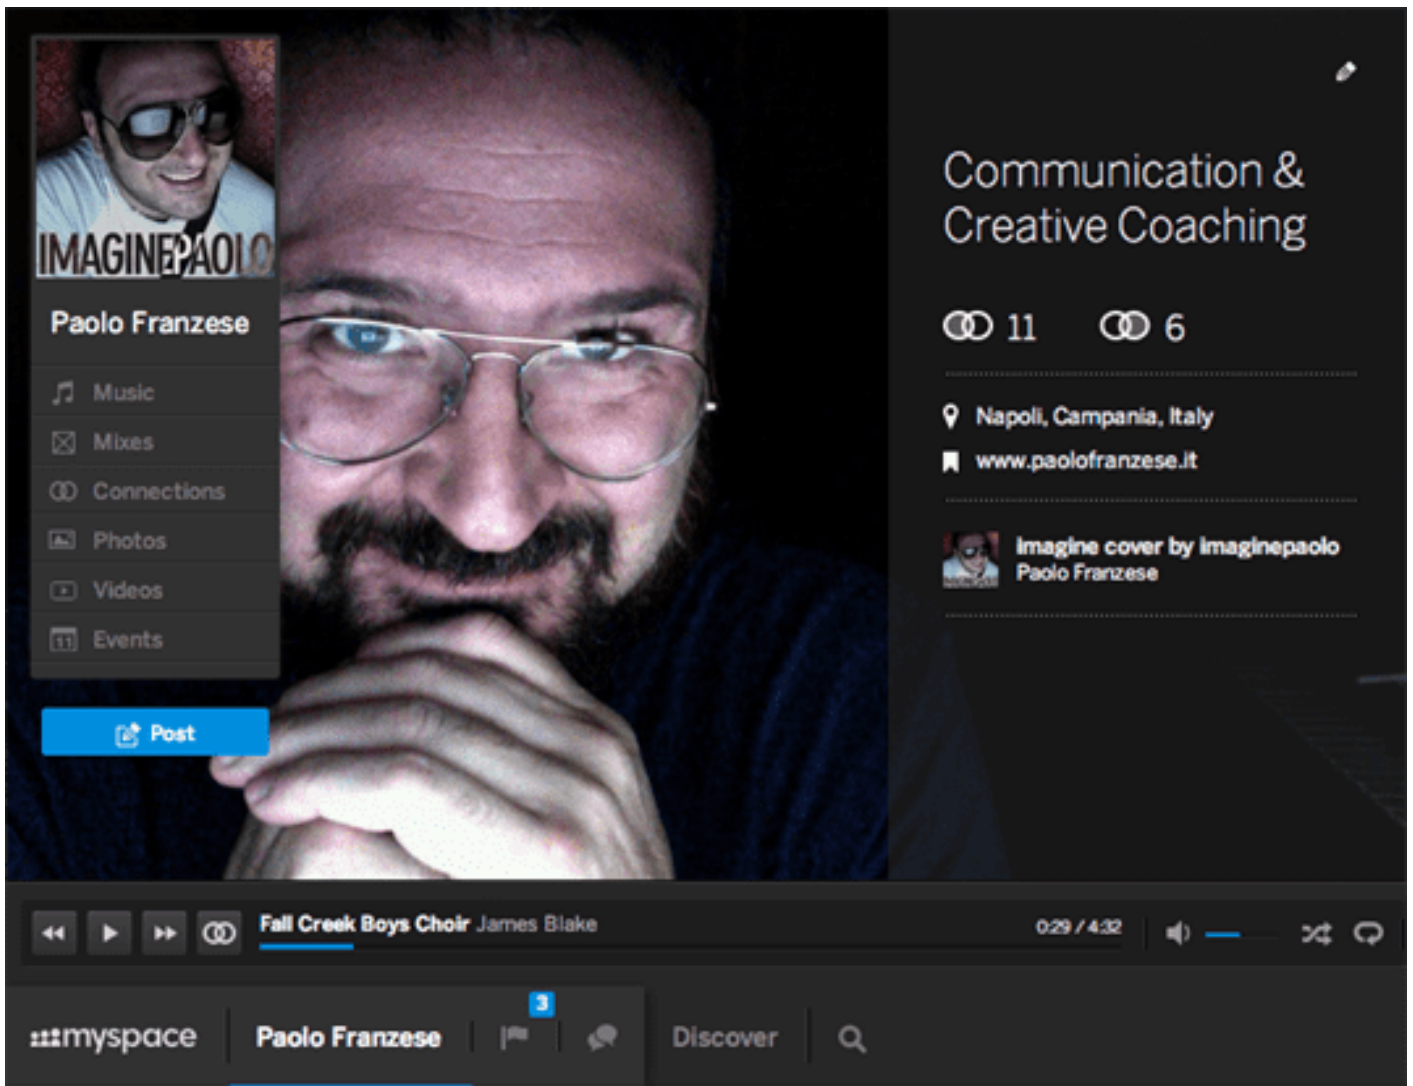 IMAGINEPAOLO
Paolo Franzese
Music
Mixes
Connections
Photos
Videos
11
Events
Post
Communication &
Creative Coaching
11 6
Napoli, Campania, Italy
www.paolofranzese.it
imagine cover by imaginepaolo
Paolo Franzese
Fall Creek Boys Choir James Blake
0:29 / 4:32
3
myspace Paolo Franzese Discover